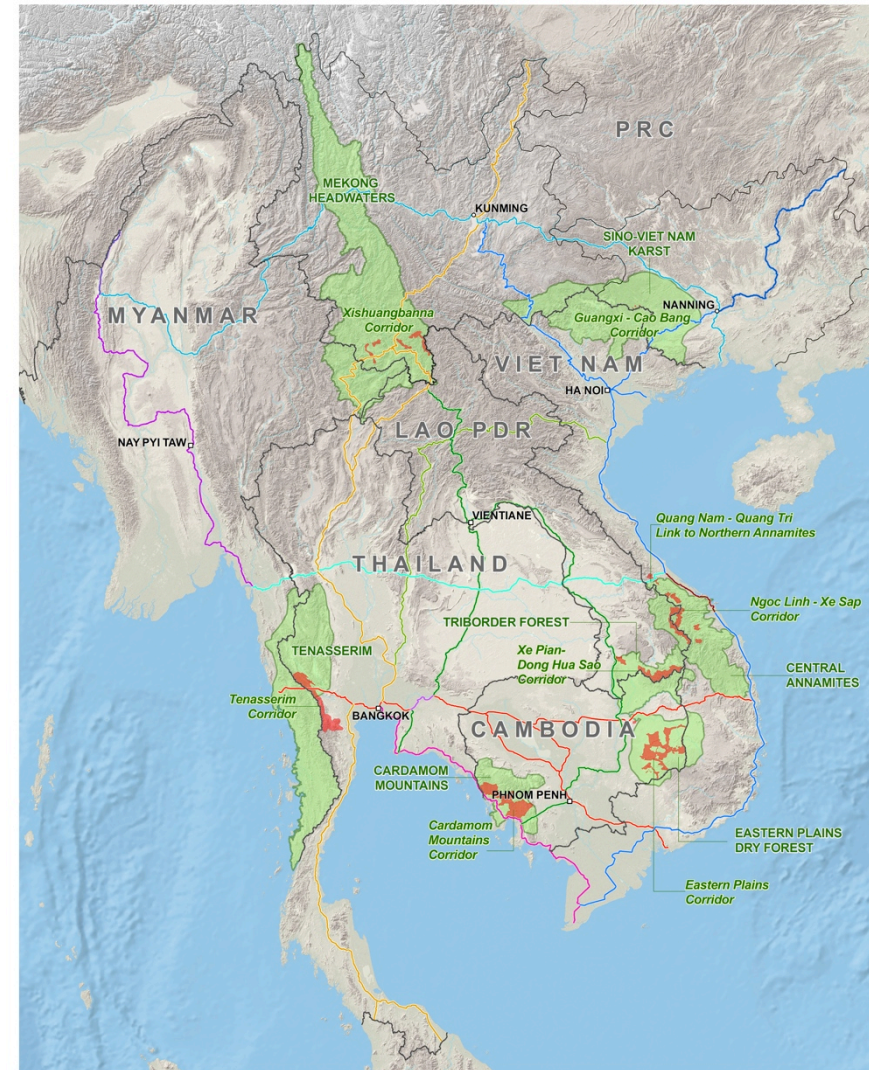 PRC
MEKONG
HEADWATERS
KUNMING
SINO-VIET NAM
KARST
NANNING
MYANMAR
Xishuangbanna
Corridor
Guangxi - Cao Bang
Corridor
VIET NAM
HA NOI
LAO PDR
NAY PYI TAW
VIENTIANE
Quang Nam - Quang Tri
Link to Northern Annamites
THAILAND
Ngoc Linh - Xe Sap
Corridor
TRIBORDER FOREST
TENASSERIM
Xe Pian-
Dong Hua Sao
Corridor
CENTRAL
ANNAMITES
Tenasserim
Corridor
BANGKOK
CAMBODIA
CARDAMOM
MOUNTAINS
PHNOM PENH
Cardamom
Mountains
Corridor
EASTERN PLAINS
DRY FOREST
Eastern Plains
Corridor